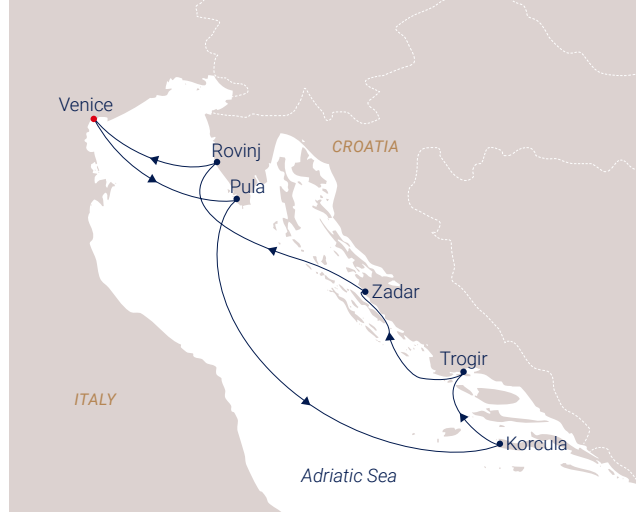 Venice
Rovinj
CROATIA
Pula
Zadar
Trogir
ITALY
Korcula
Adriatic Sea